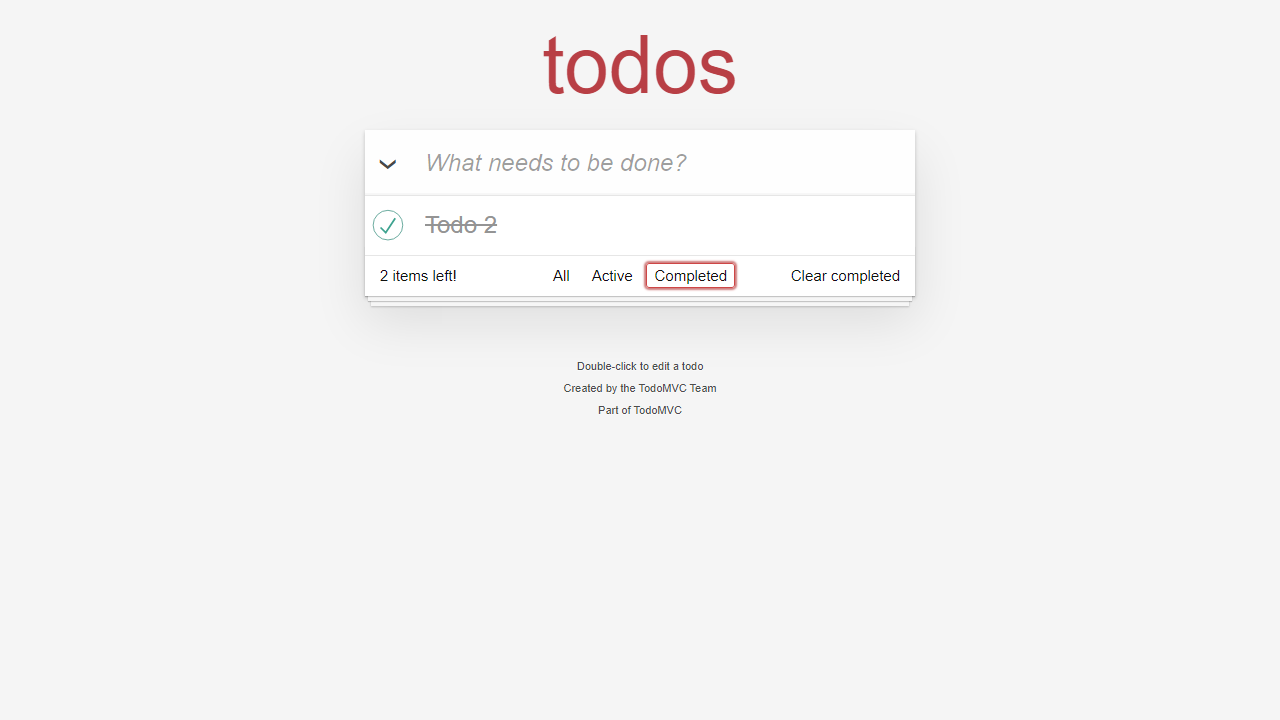 todos
What needs to be done?
Todo 2
2 items left!
All Active Completed
Clear completed
Double-click to edit a todo
Created by the TodoMVC Team
Part of TodoMVC